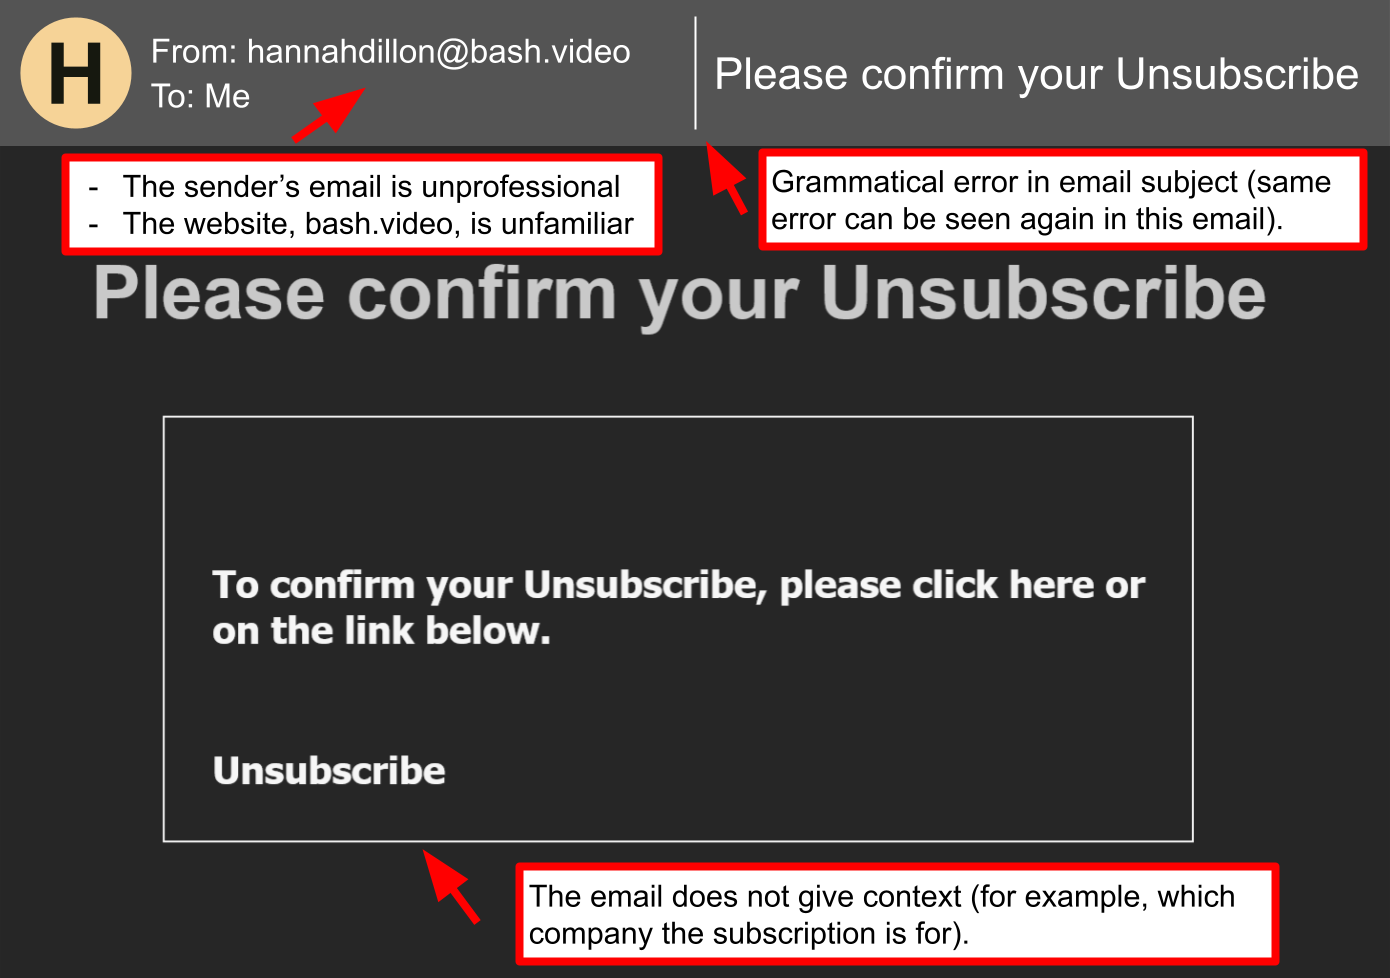 H
From: hannahdillon@bash.video
To: Me
Please confirm your Unsubscribe
- The sender’s email is unprofessional
- The website, bash.video, is unfamiliar
Grammatical error in email subject (same
error can be seen again in this email).
Please confirm your Unsubscribe
To confirm your Unsubscribe, please click here or
on the link below.
Unsubscribe
The email does not give context (for example, which
company the subscription is for).